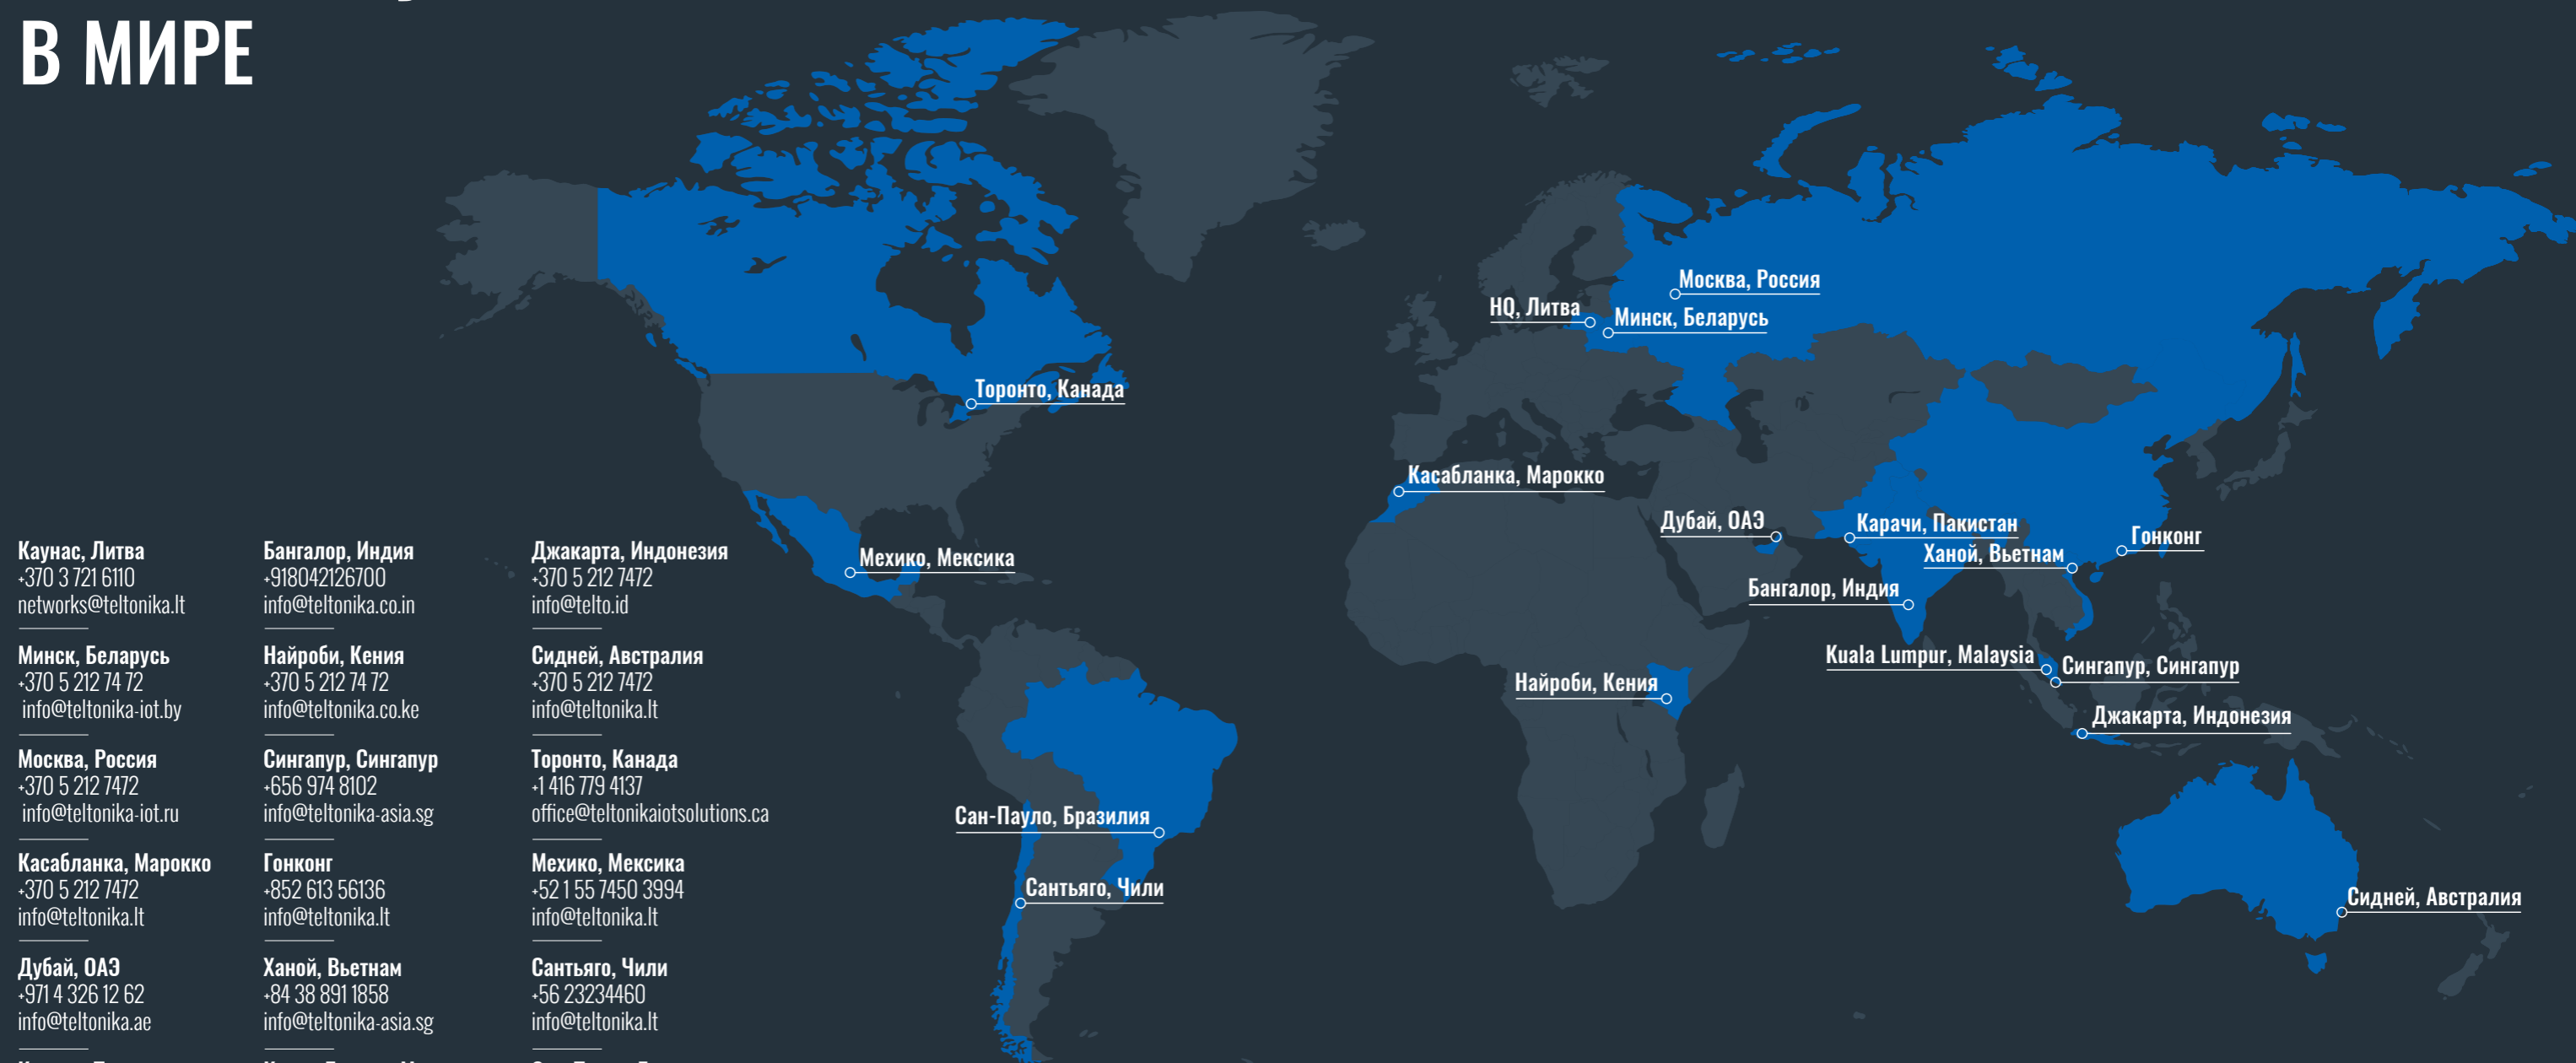 В МИРЕ
Каунас, Литва
+370 3 721 6110
networks@teltonika.lt
Минск, Беларусь
+370 5 212 74 72
info@teltonika-iot.by
Москва, Россия
+370 5 212 7472
info@teltonika-iot.ru
Касабланка, Марокко
+370 5 212 7472
info@teltonika.lt
Дубай, ОАЭ
+971 4 326 12 62
info@teltonika.ae
Бангалор, Индия
+918042126700
info@teltonika.co.in
Найроби, Кения
+370 5 212 74 72
info@teltonika.co.ke
Сингапур, Сингапур
+656 974 8102
info@teltonika-asia.sg
Гонконг
+852 613 56136
info@teltonika.lt
Ханой, Вьетнам
+84 38 891 1858
info@teltonika-asia.sg
Джакарта, Индонезия
+370 5 212 7472
info@telto.id
Сидней, Австралия
+370 5 212 7472
info@teltonika.lt
Торонто, Канада
+1 416 779 4137
office@teltonikaiotsolutions.ca
Мехико, Мексика
+52 1 55 7450 3994
info@teltonika.lt
Сантьяго, Чили
+56 23234460
info@teltonika.lt
Москва, Россия
HQ, Литва
Минск, Беларусь
Торонто, Канада
Касабланка, Марокко
Дубай, ОАЭ
Карачи, Пакистан
Гонконг
Ханой, Вьетнам
Мехико, Мексика
Бангалор, Индия
Kuala Lumpur, Malaysia
Сингапур, Сингапур
Найроби, Кения
Джакарта, Индонезия
Сан-Пауло, Бразилия
Сантьяго, Чили
Сидней, Австралия